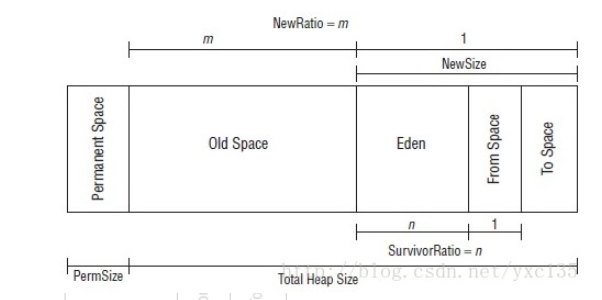 NewRatio = m
m
1
NewSize
Permanent Space
Old Space
Eden
From Space
To Space
n
1
SurvivorRatio = n
http://blog.csdn.net/yxc135
PermSize
Total Heap Size